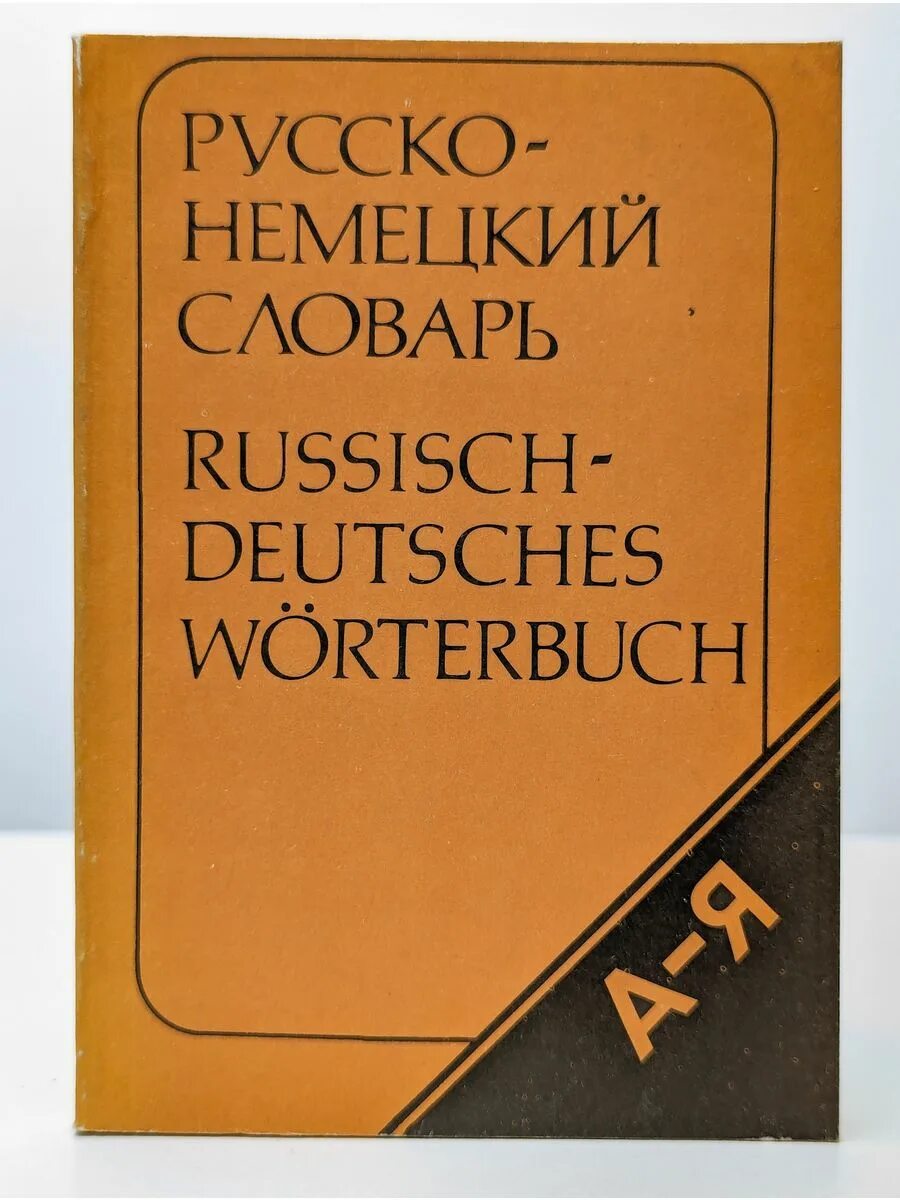 РУССКО-
НЕМЕЦКИЙ
СЛОВАРЬ
RUSSISCH-
DEUTSCHES
WÖRTERBUCH
А-Я